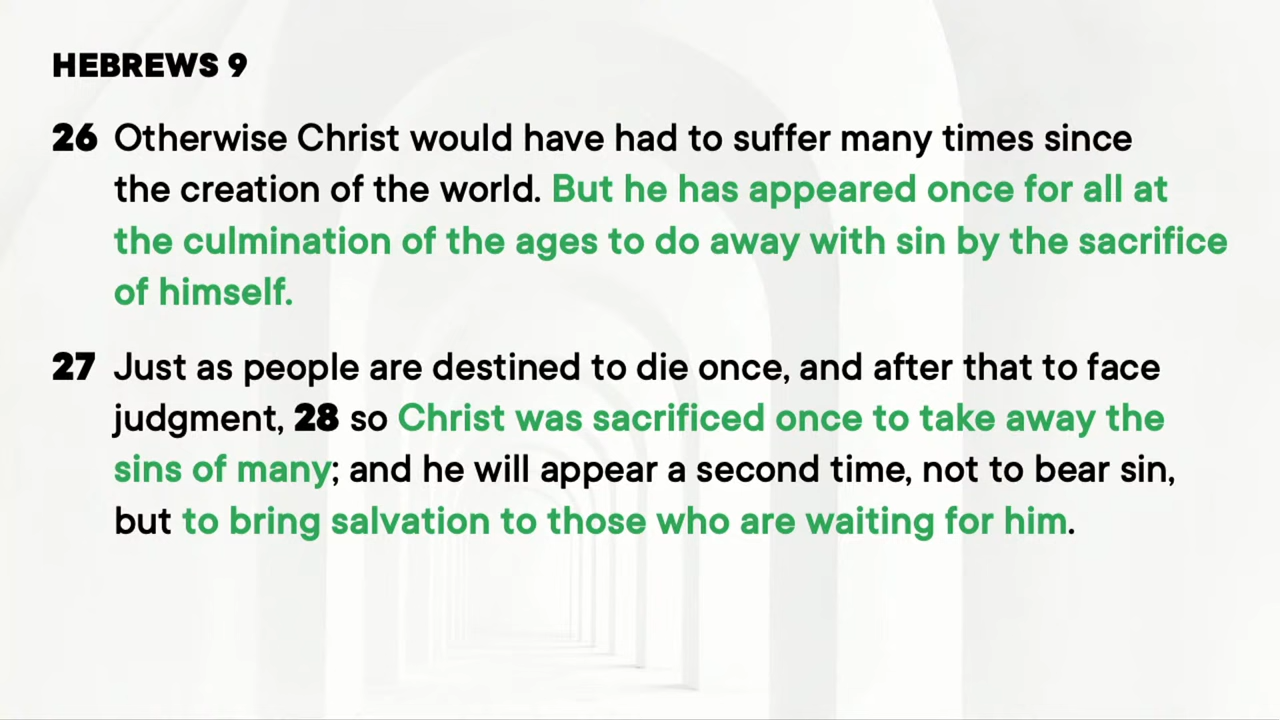 HEBREWS 9
26 Otherwise Christ would have had to suffer many times since
the creation of the world. But he has appeared once for all at
the culmination of the ages to do away with sin by the sacrifice
of himself.
27 Just as people are destined to die once, and after that to face
judgment, 28 so Christ was sacrificed once to take away the
sins of many; and he will appear a second time, not to bear sin,
but to bring salvation to those who are waiting for him.